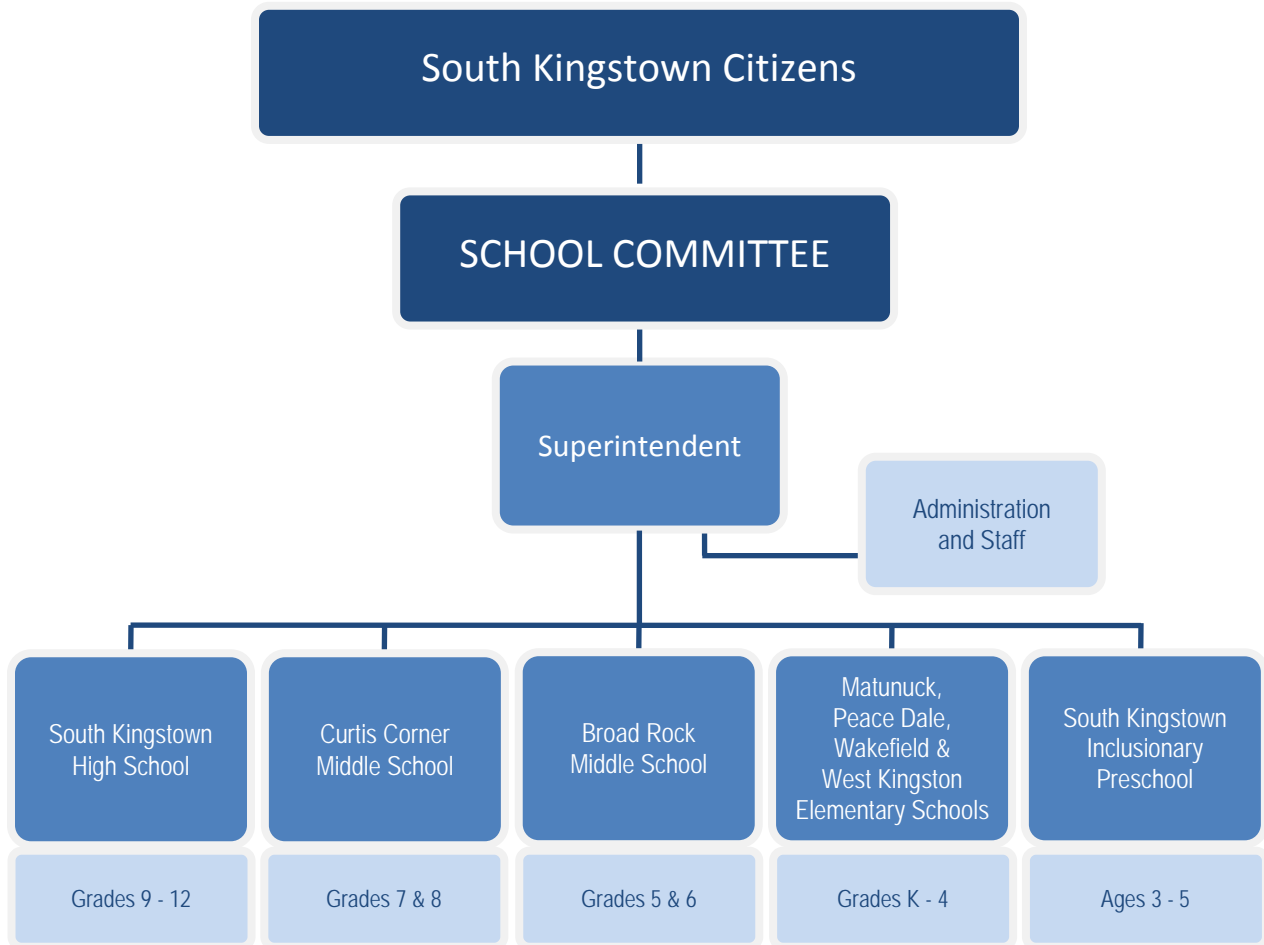 South Kingstown Citizens
SCHOOL COMMITTEE
Superintendent
Administration
and Staff
South Kingstown
High School
Curtis Corner
Middle School
Broad Rock
Middle School
Matunuck,
Peace Dale,
Wakefield &
West Kingston
Elementary Schools
South Kingstown
Inclusionary
Preschool
Grades 9 - 12
Grades 7 & 8
Grades 5 & 6
Grades K - 4
Ages 3 - 5